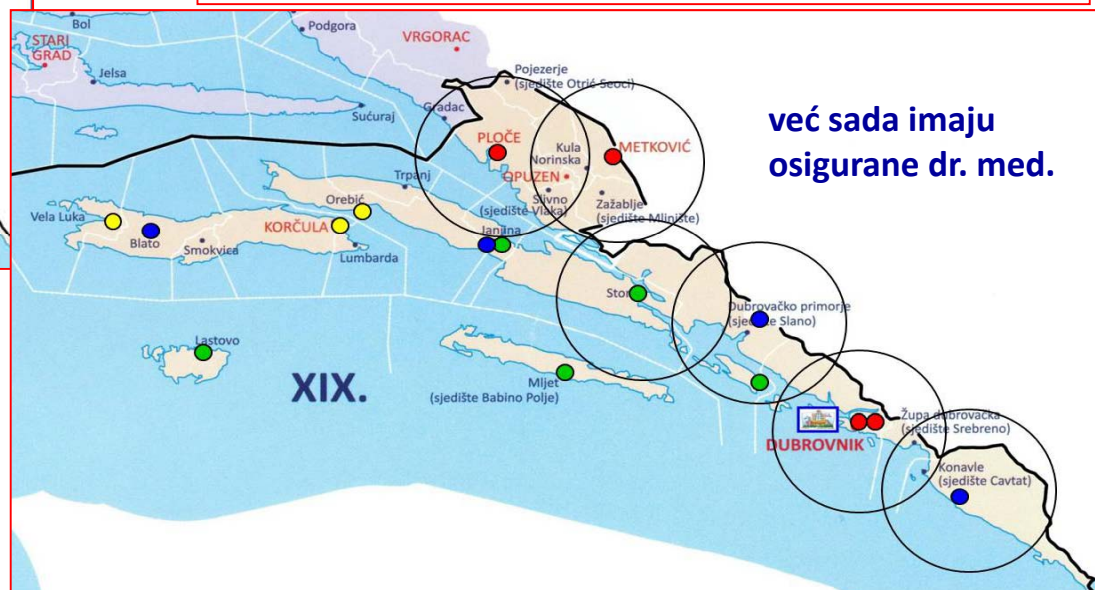 Bol
Podgora
STARI
GRAD
VRGORAC
Jelsa
Pojezerje
(sjedište Otrić Seoci)
Sućuraj
Gradac
već sada imaju
osigurane dr. med.
PLOČE
METKOVIĆ
Kula
Norinska
OPUZEN
Trpanj
Slivno
(sjedište Vlaka)
Zažablje
(sjedište Mlinište)
Orebić
Vela Luka
KORČULA
Blato
Smokvica
Lumbarda
Janjina
Ston
Dubrovačko primorje
(sjedište Slano)
Lastovo
XIX.
Mljet
(sjedište Babino Polje)
Župa dubrovačka
(sjedište Srebreno)
DUBROVNIK
Konavle
(sjedište Cavtat)